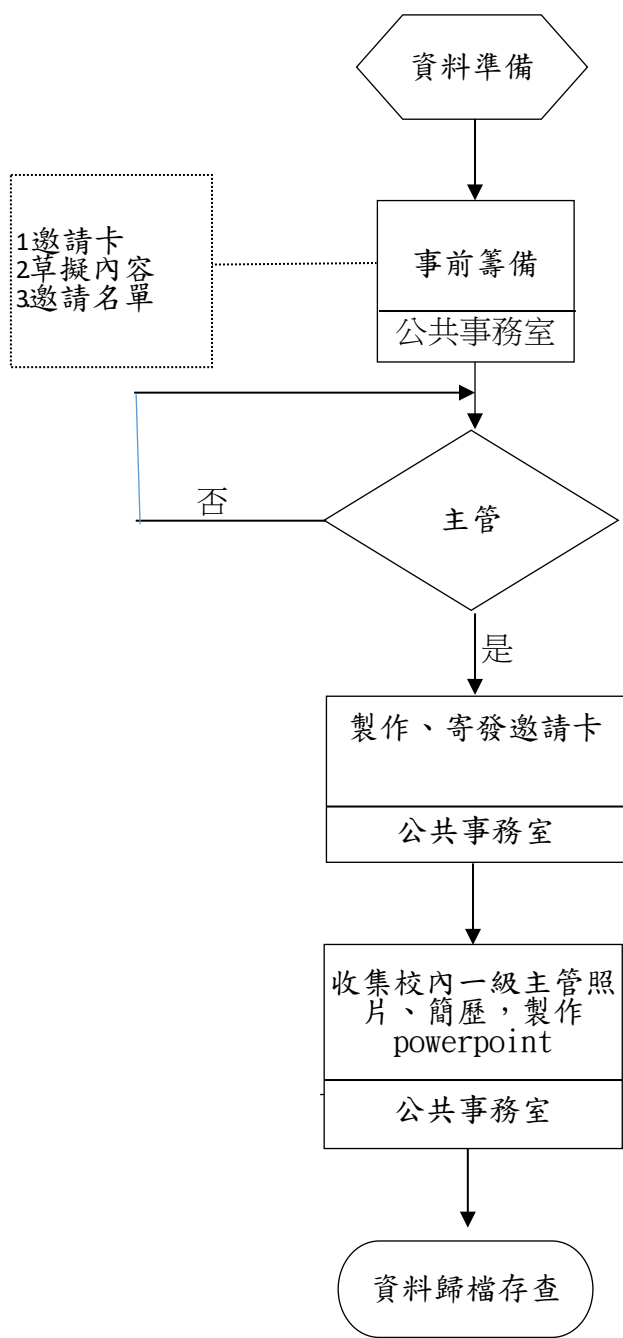 資料準備
1邀請卡
2草擬內容
3邀請名單
事前籌備
公共事務室
否
主管
是
製作、寄發邀請卡
公共事務室
收集校內一級主管照
片、簡歷，製作
powerpoint
公共事務室
資料歸檔存查